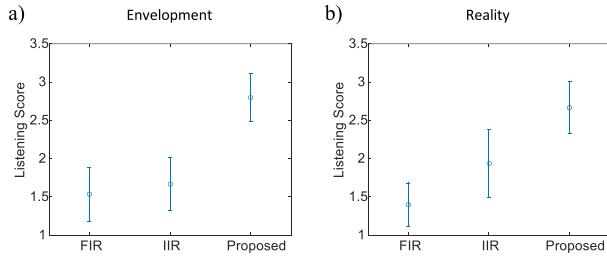 a)
Envelopment
3.5
3
2.5
2
1.5
1
Listening Score
FIR
IIR
Proposed
b)
Reality
3.5
3
2.5
2
1.5
1
Listening Score
FIR
IIR
Proposed